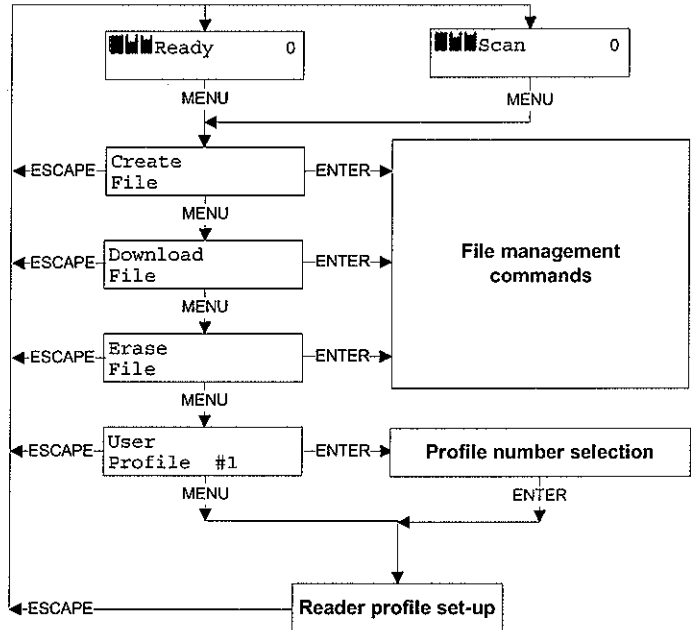 Ready 0
Scan 0
MENU
MENU
ESCAPE
Create
File
ENTER
MENU
ESCAPE
Download
File
ENTER
File management
commands
MENU
ESCAPE
Erase
File
ENTER
MENU
ESCAPE
User
Profile #1
ENTER
Profile number selection
MENU
ENTER
ESCAPE
Reader profile set-up